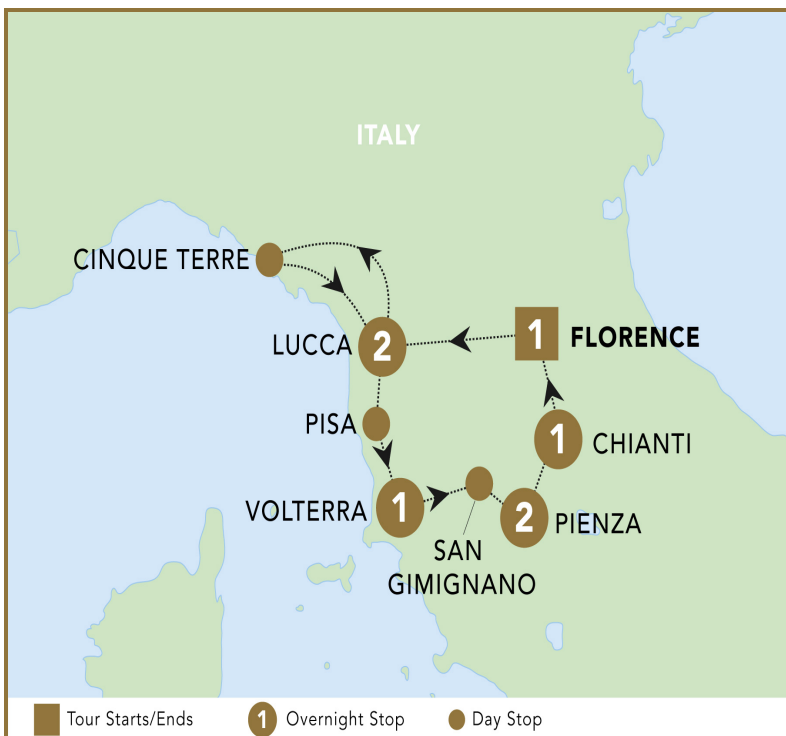 ITALY
CINQUE TERRE
LUCCA
2
1
FLORENCE
PISA
1
CHIANTI
VOLTERRA
1
2
PIENZA
SAN
GIMIGNANO
Tour Starts/Ends
1
Overnight Stop
Day Stop